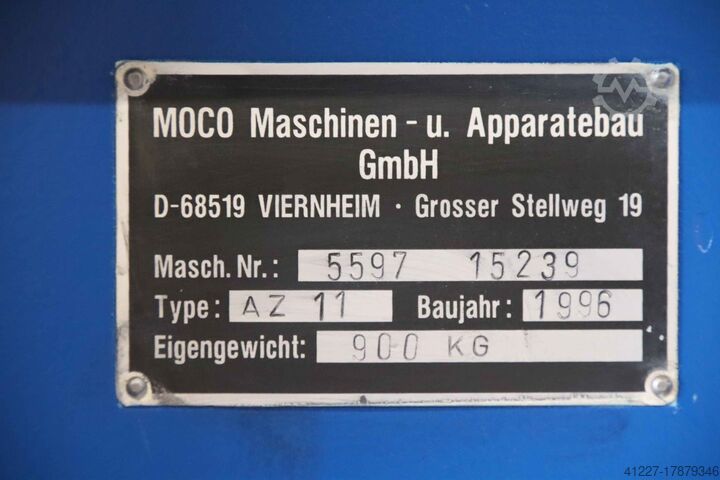 MOCO Maschinen - u. Apparatebau
GmbH
D-68519 VIERNHEIM · Grosser Stellweg 19
Masch. Nr.: 5597 15239
Type: AZ 11 Baujahr: 1996
Eigengewicht: 900 KG
41227-17879346